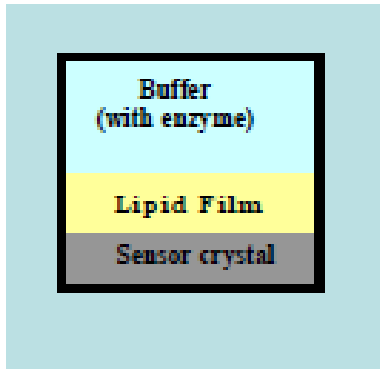 Buffer
(with enzyme)
Lipid Film
Sensor crystal